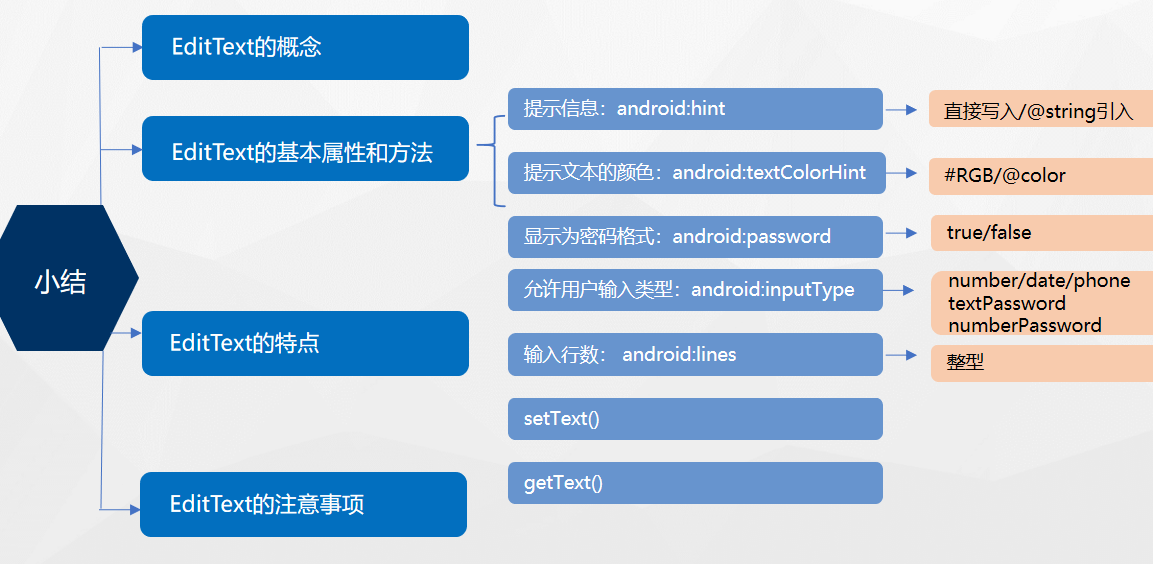 小结
EditText的概念
EditText的基本属性和方法
提示信息：android:hint
直接写入/@string引入
提示文本的颜色：android:textColorHint
#RGB/@color
显示为密码格式：android:password
true/false
允许用户输入类型：android:inputType
number/date/phone
textPassword
numberPassword
输入行数： android:lines
整型
setText()
getText()
EditText的特点
EditText的注意事项